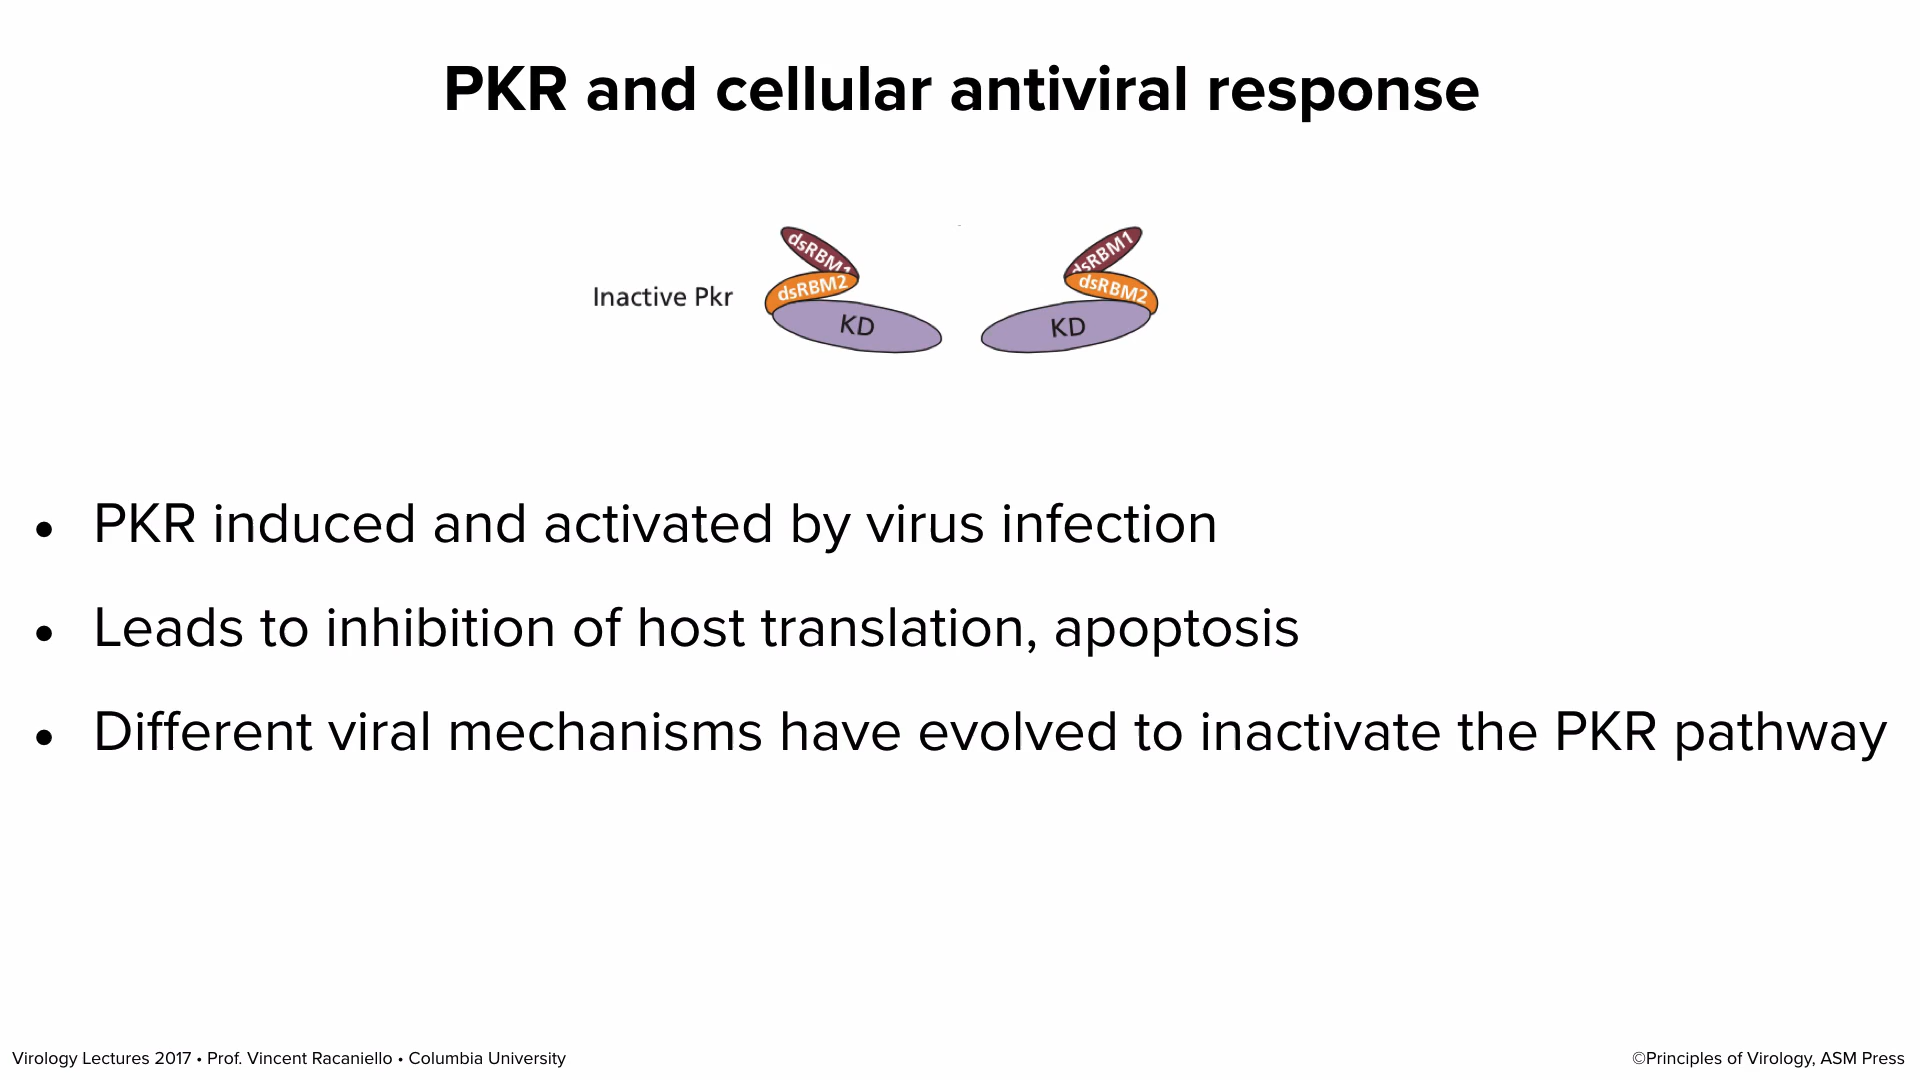 PKR and cellular antiviral response
dsRBM1
dsRBM1
dsRBM2
dsRBM2
Inactive Pkr
KD
KD
• PKR induced and activated by virus infection
• Leads to inhibition of host translation, apoptosis
• Different viral mechanisms have evolved to inactivate the PKR pathway
Virology Lectures 2017 • Prof. Vincent Racaniello • Columbia University
©Principles of Virology, ASM Press